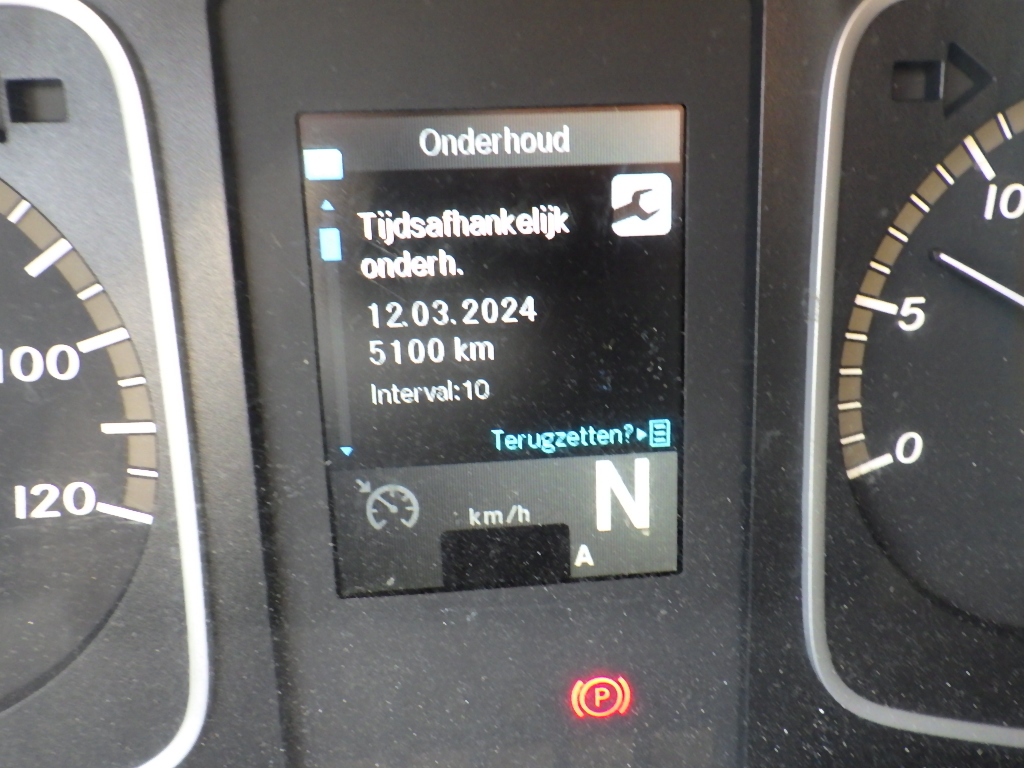 Onderhoud
Tijdsafhankelijk
onderh.
12.03.2024
5100 km
Interval:10
Terugzetten?
km/h
N
A
100
120
10
5
0
P